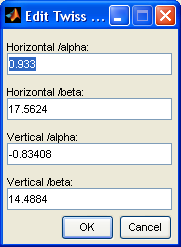 Edit Twiss ...
Horizontal /alpha:
0.933
Horizontal /beta:
17.5624
Vertical /alpha:
-0.83408
Vertical /beta:
14.4884
OK Cancel